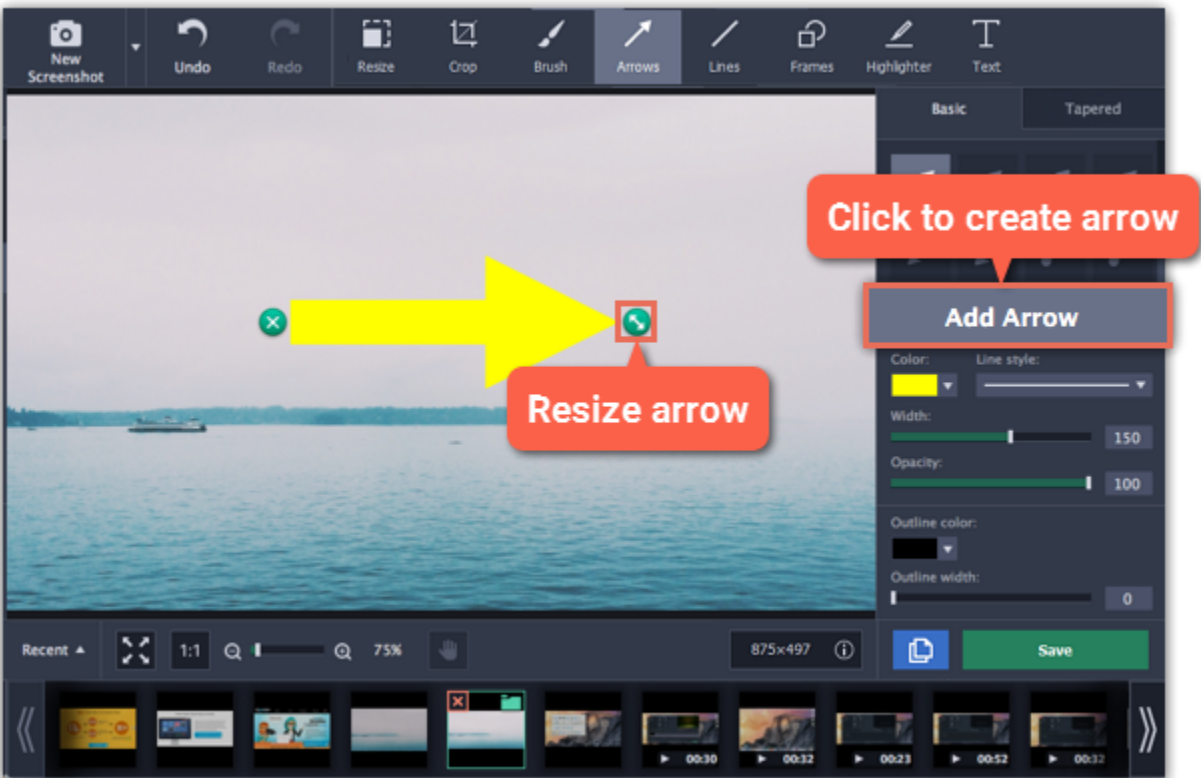 New
Screenshot
Undo
Redo
Resize
Crop
Brush
Arrows
Lines
Frames
Highlighter
Text
Basic
Tapered
Click to create arrow
Add Arrow
Resize arrow
Color:
Line style:
Width:
150
Opacity:
100
Outline color:
Outline width:
0
Recent
1:1
75%
875×497
Save
00:30
00:32
00:23
00:52
00:32